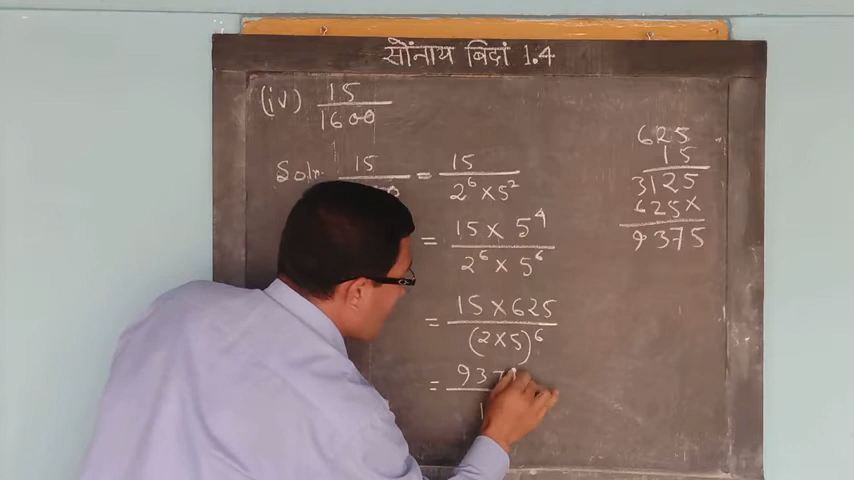 सोंनाय बिदां 1.4
(iv) 15/1600
Soln. 15 = 15/2⁶×5²
= 15×5⁴/2⁶×5⁶
= 15×625/(2×5)⁶
= 937
625
15
3125
625×
9375